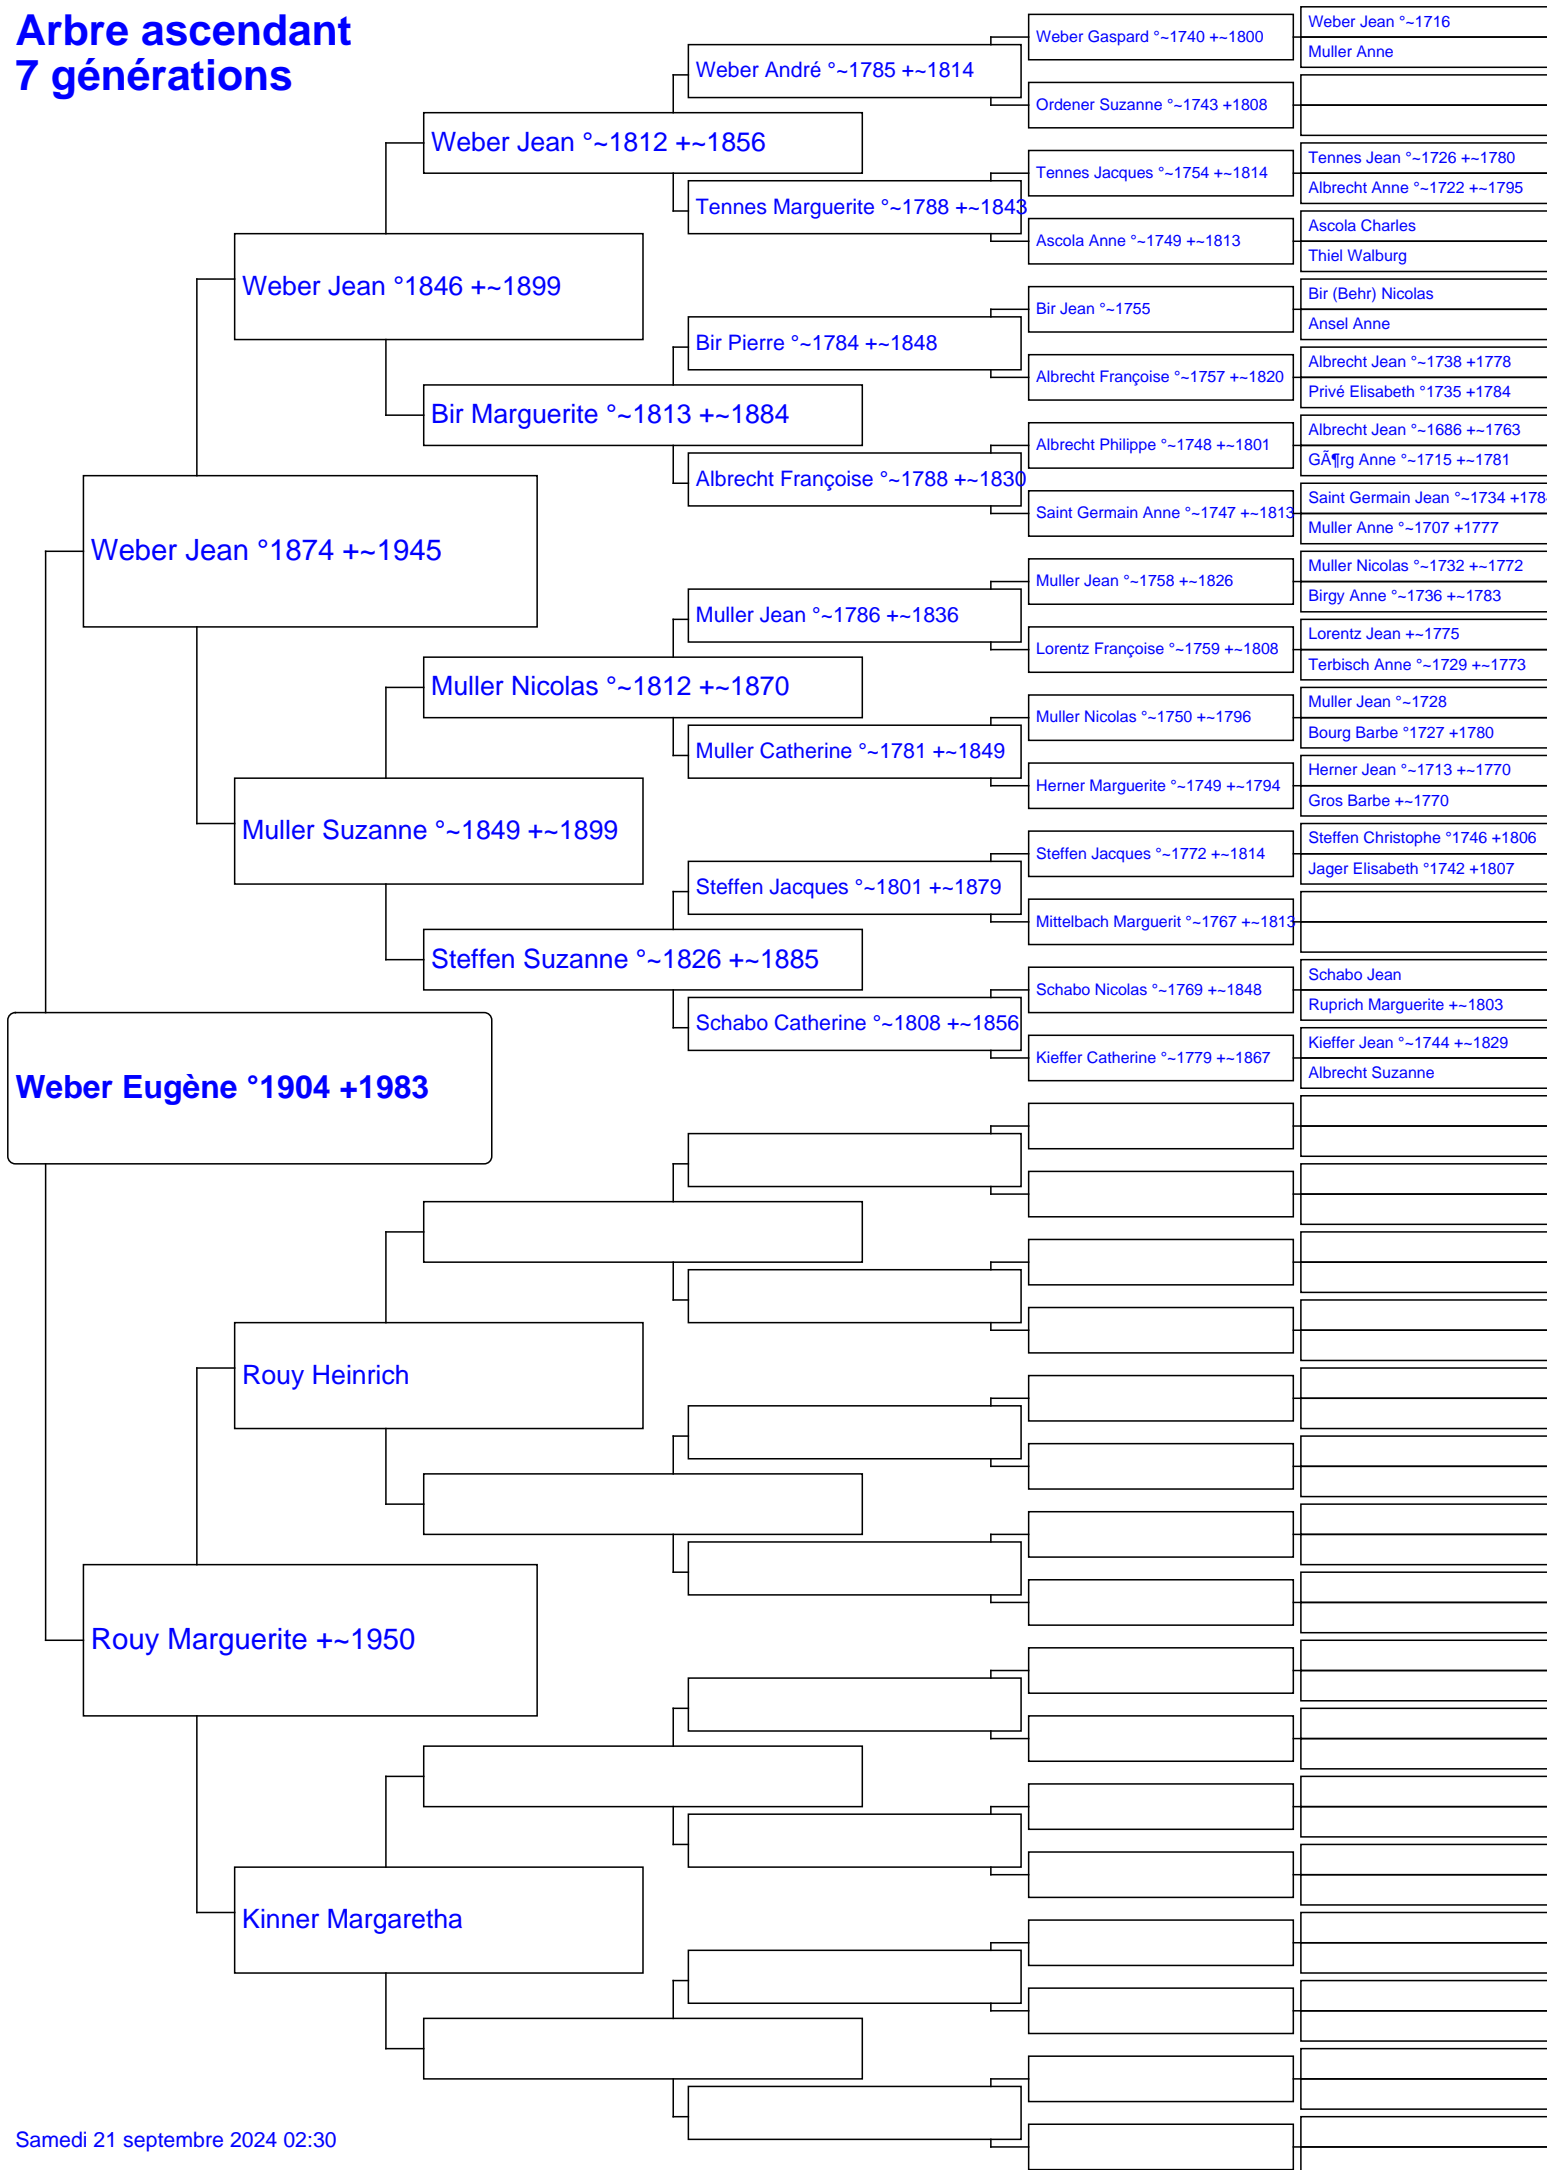 Arbre ascendant
7 générations
Weber Eugène °1904 +1983
Weber Jean °1874 +~1945
Rouy Marguerite +~1950
Weber Jean °1846 +~1899
Muller Suzanne °~1849 +~1899
Rouy Heinrich
Kinner Margaretha
Weber Jean °~1812 +~1856
Bir Marguerite °~1813 +~1884
Muller Nicolas °~1812 +~1870
Steffen Suzanne °~1826 +~1885
Weber André °~1785 +~1814
Tennes Marguerite °~1788 +~1843
Bir Pierre °~1784 +~1848
Albrecht Françoise °~1788 +~1830
Muller Jean °~1786 +~1836
Muller Catherine °~1781 +~1849
Steffen Jacques °~1801 +~1879
Schabo Catherine °~1808 +~1856
Weber Gaspard °~1740 +~1800
Ordener Suzanne °~1743 +1808
Tennes Jacques °~1754 +~1814
Ascola Anne °~1749 +~1813
Bir Jean °~1755
Albrecht Françoise °~1757 +~1820
Albrecht Philippe °~1748 +~1801
Saint Germain Anne °~1747 +~1813
Muller Jean °~1758 +~1826
Lorentz Françoise °~1759 +~1808
Muller Nicolas °~1750 +~1796
Herner Marguerite °~1749 +~1794
Steffen Jacques °~1772 +~1814
Mittelbach Marguerit °~1767 +~1813
Schabo Nicolas °~1769 +~1848
Kieffer Catherine °~1779 +~1867
Weber Jean °~1716
Muller Anne
Tennes Jean °~1726 +~1780
Albrecht Anne °~1722 +~1795
Ascola Charles
Thiel Walburg
Bir (Behr) Nicolas
Ansel Anne
Albrecht Jean °~1738 +1778
Privé Elisabeth °1735 +1784
Albrecht Jean °~1686 +~1763
GÃ¶rg Anne °~1715 +~1781
Saint Germain Jean °~1734
Muller Anne °~1707 +1777
Muller Nicolas °~1732 +~1772
Birgy Anne °~1736 +~1783
Lorentz Jean +~1775
Terbisch Anne °~1729 +~1773
Muller Jean °~1728
Bourg Barbe °1727 +1780
Herner Jean °~1713 +~1770
Gros Barbe +~1770
Steffen Christophe °1746 +1806
Jager Elisabeth °1742 +1807
Schabo Jean
Ruprich Marguerite +~1803
Kieffer Jean °~1744 +~1829
Albrecht Suzanne
Samedi 21 septembre 2024 02:30